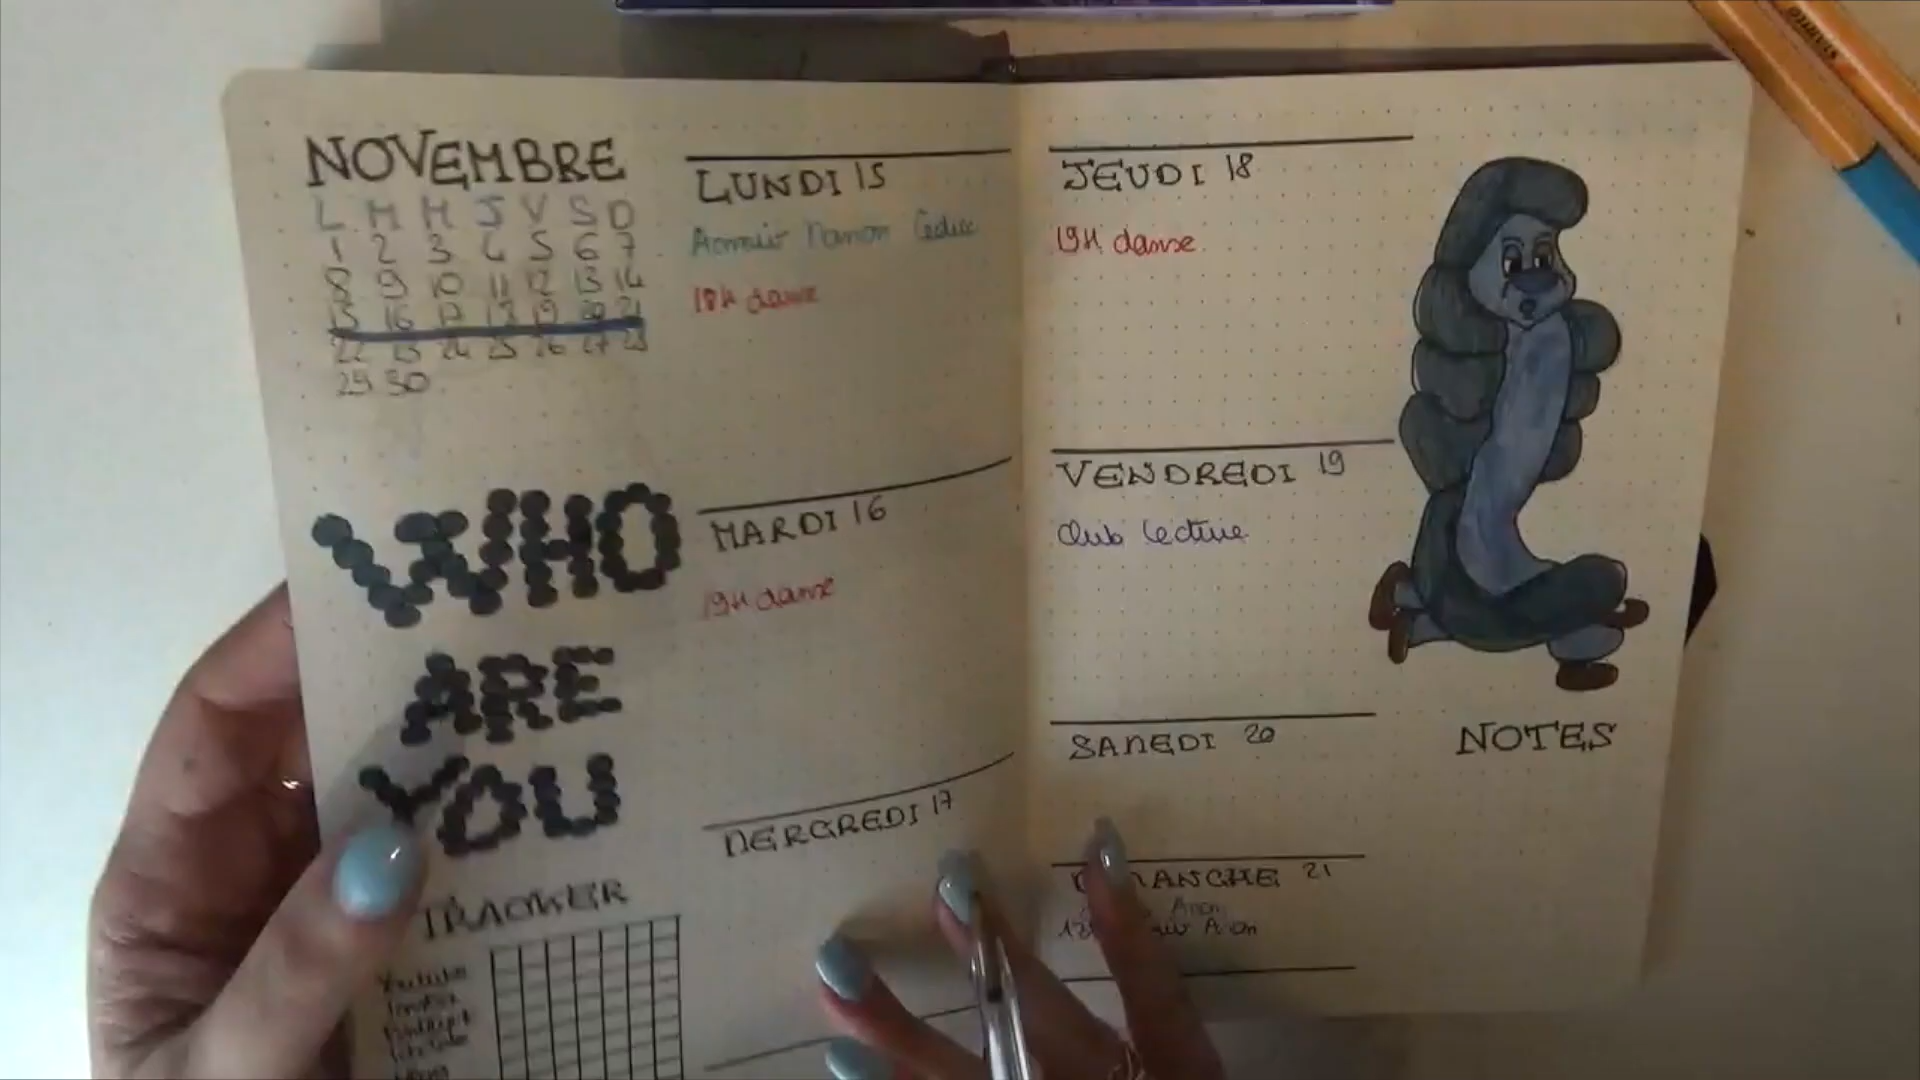 NOVEMBRE
L M M J V S D
1 2 3 4 5 6 7
8 9 10 11 12 13 14
15 16 17 18 19 20 21
22 23 24 25 26 27 28
29 30
WHO
ARE
YOU
TRACKER
Youtube
LUNDI 15
18H danse
MARDI 16
19H danse
MERCREDI 17
JEUDI 18
19H danse
VENDREDI 19
Club lecture
SAMEDI 20
MANCHE 21
NOTES